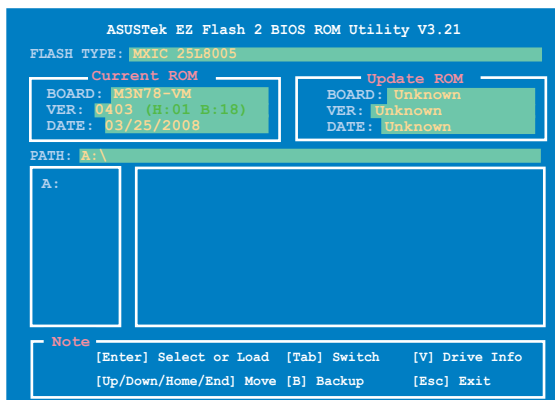 ASUSTek EZ Flash 2 BIOS ROM Utility V3.21
FLASH TYPE: MXIC 25L8005
Current ROM
BOARD: M3N78-VM
VER: 0403 (H:01 B:18)
DATE: 03/25/2008
Update ROM
BOARD: Unknown
VER: Unknown
DATE: Unknown
PATH: A:\
A:
Note
[Enter] Select or Load [Tab] Switch [V] Drive Info
[Up/Down/Home/End] Move [B] Backup [Esc] Exit